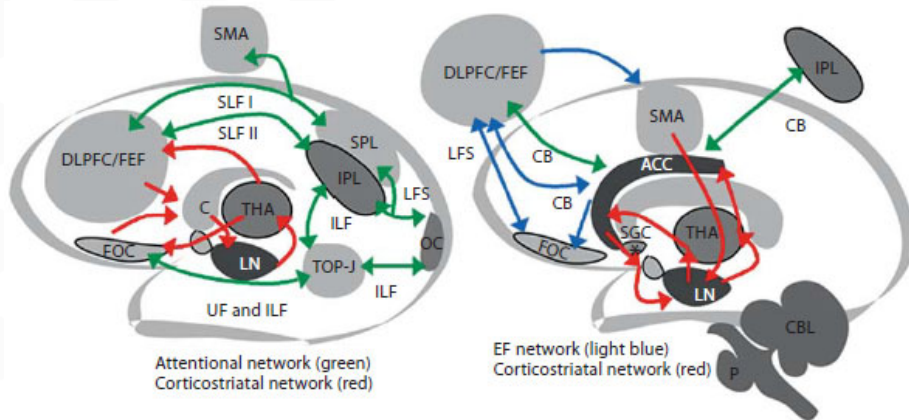 SMA
SLF I
SLF II
DLPFC/FEF
SPL
IPL
LFS
C
THA
ILF
FOC
LN
TOP-J
OC
ILF
UF and ILF
Attentional network (green)
Corticostriatal network (red)
DLPFC/FEF
IPL
SMA
CB
LFS
CB
ACC
CB
SGC
*
THA
FOC
LN
CBL
P
EF network (light blue)
Corticostriatal network (red)